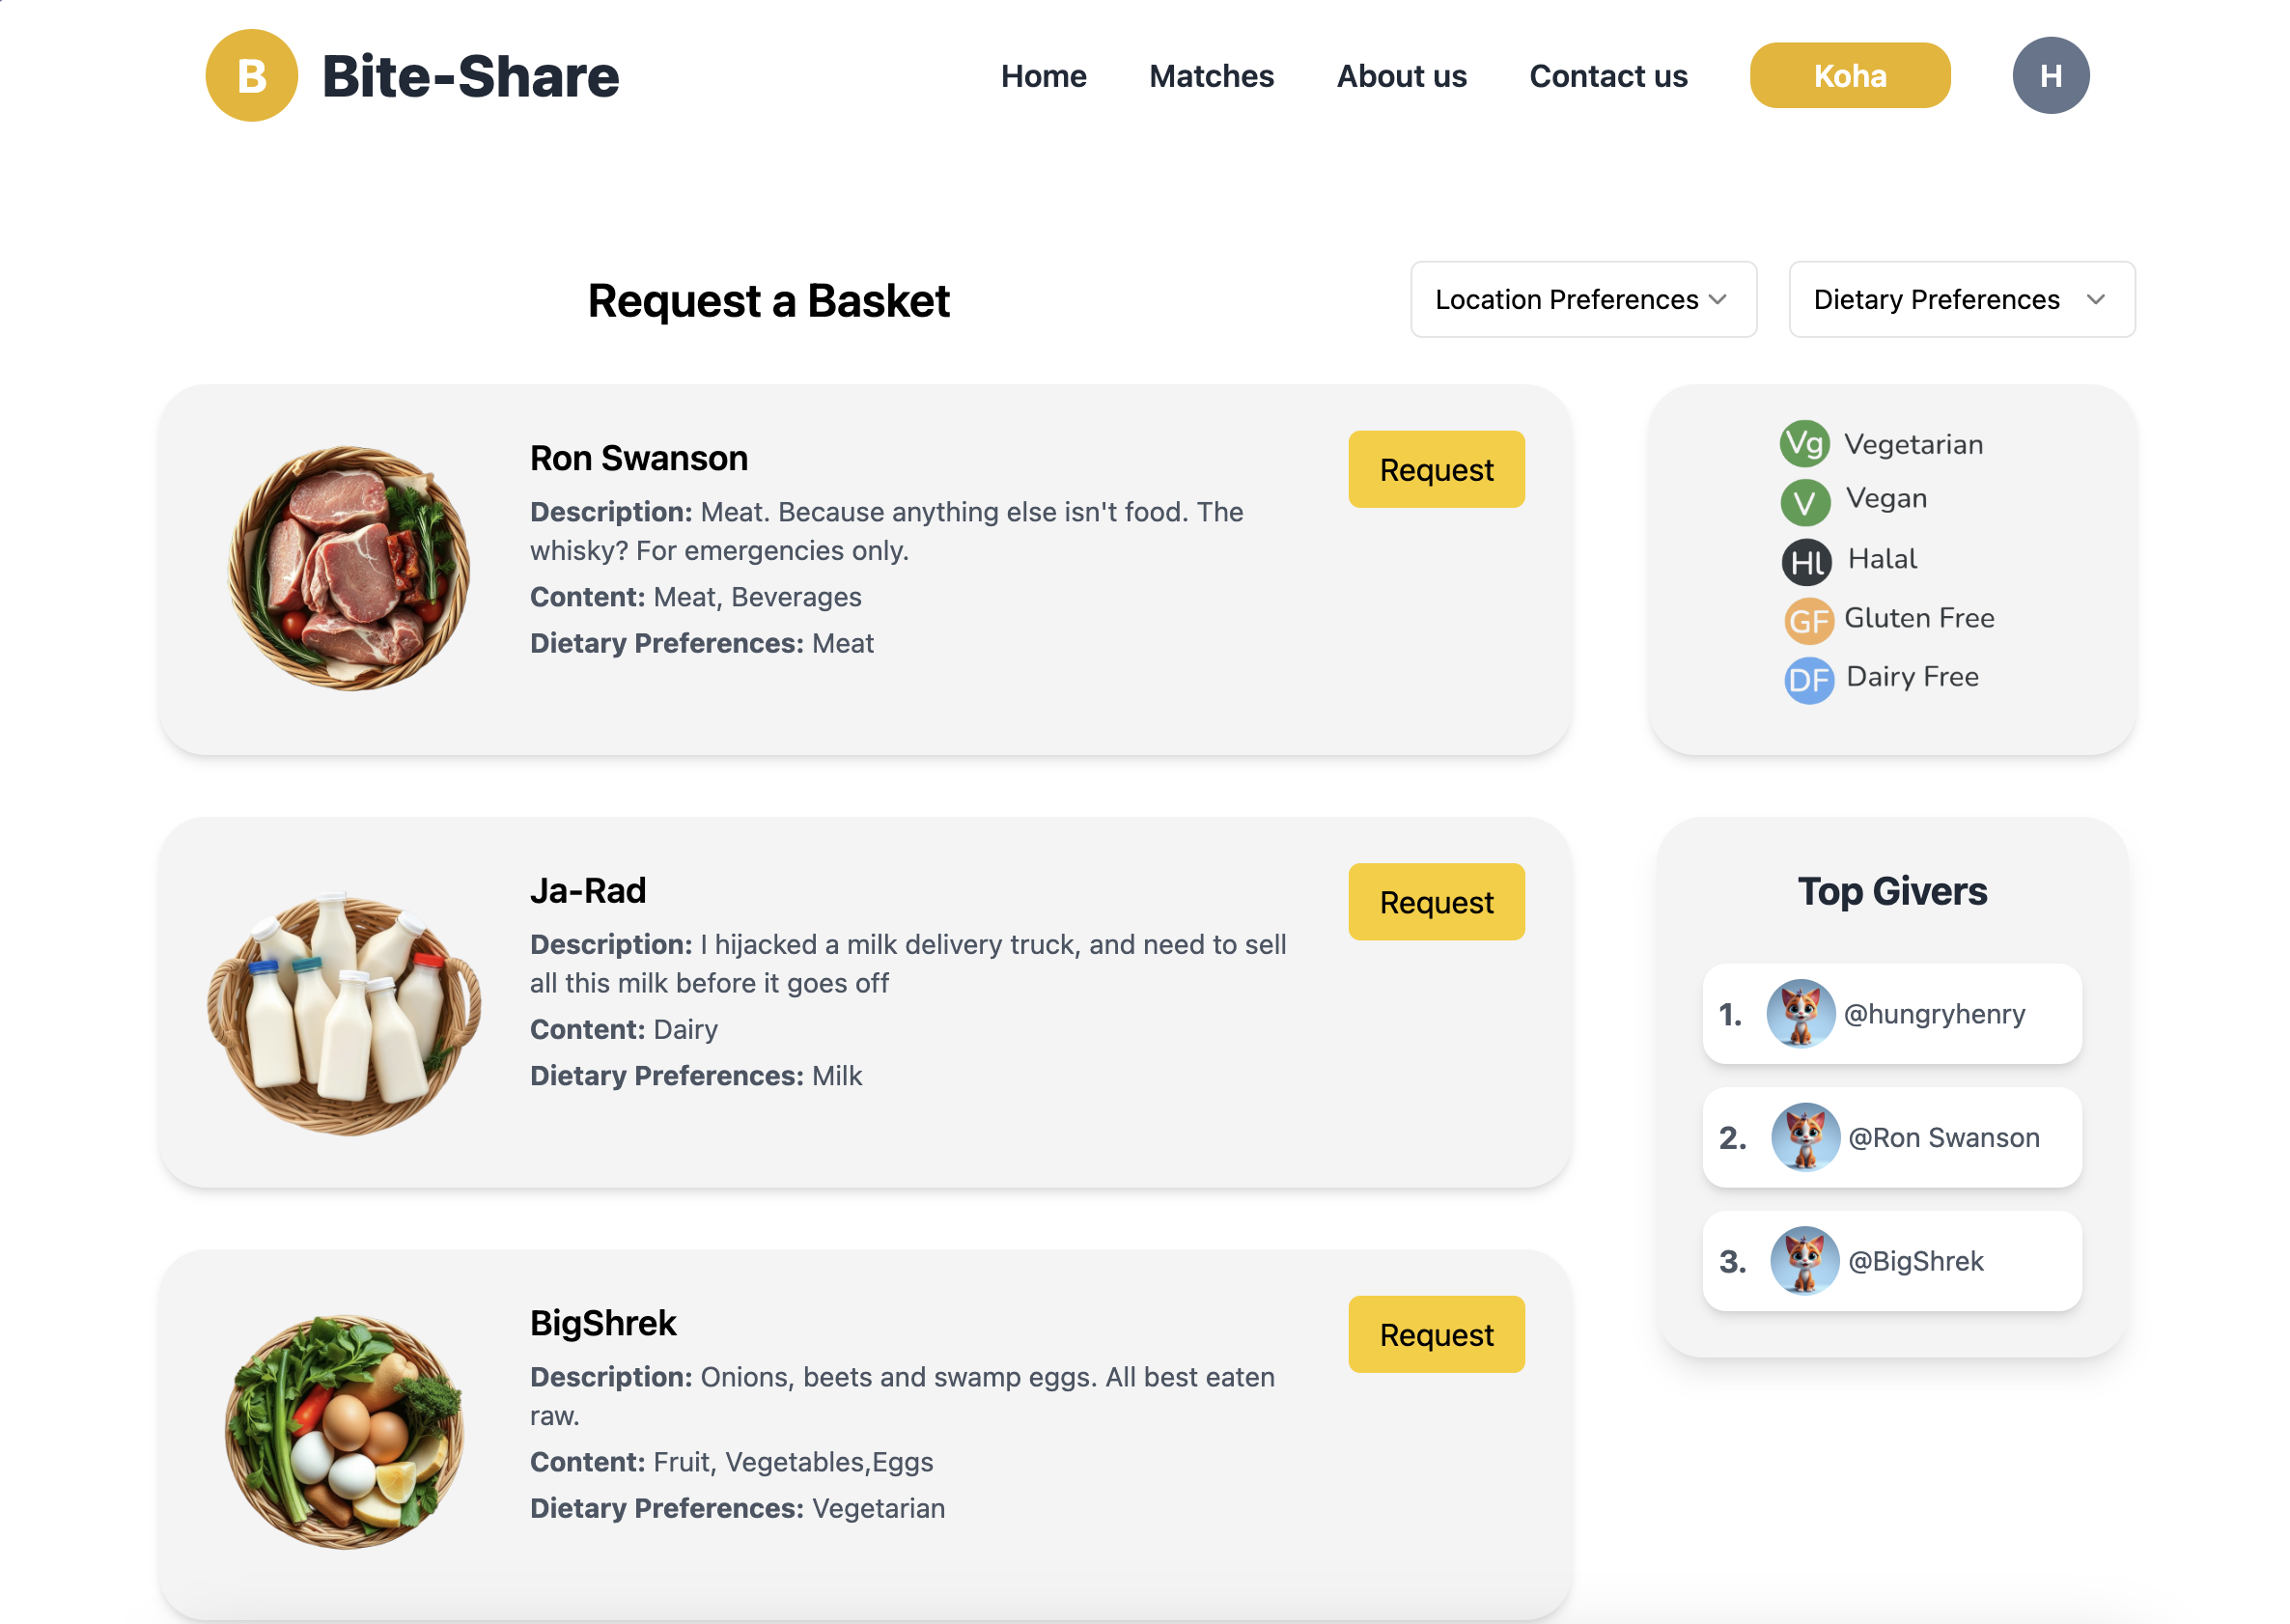 B Bite-Share
Home Matches About us Contact us Koha H
Request a Basket
Location Preferences
Dietary Preferences
Ron Swanson
Request
Description: Meat. Because anything else isn't food. The
whisky? For emergencies only.
Content: Meat, Beverages
Dietary Preferences: Meat
Vg Vegetarian
V Vegan
Hl Halal
GF Gluten Free
DF Dairy Free
Ja-Rad
Request
Description: I hijacked a milk delivery truck, and need to sell
all this milk before it goes off
Content: Dairy
Dietary Preferences: Milk
Top Givers
1. @hungryhenry
2. @Ron Swanson
3. @BigShrek
BigShrek
Request
Description: Onions, beets and swamp eggs. All best eaten
raw.
Content: Fruit, Vegetables,Eggs
Dietary Preferences: Vegetarian